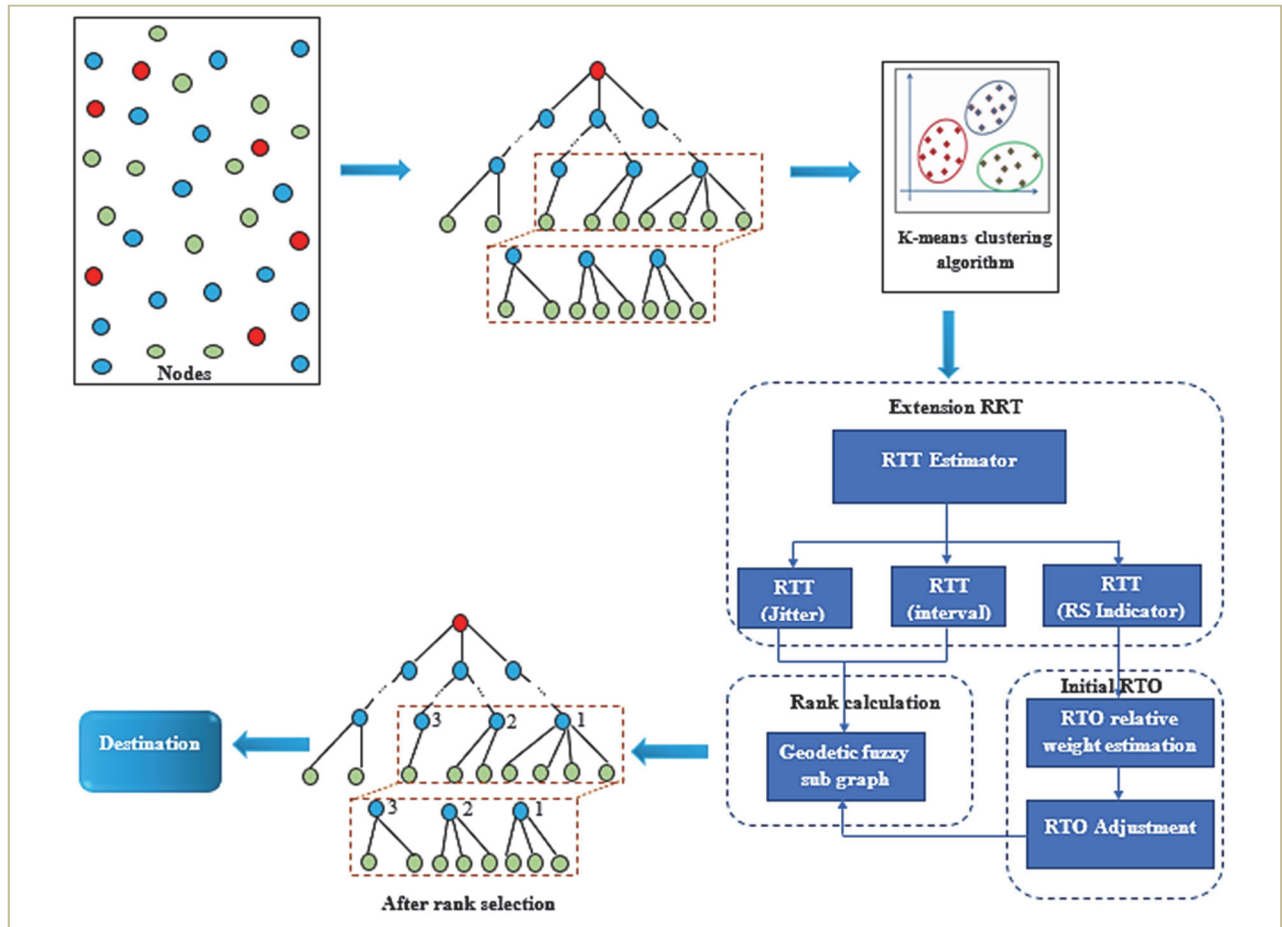 Nodes
K-means clustering
algorithm
Extension RRT
RTT Estimator
RTT
(Jitter)
RTT
(interval)
RTT
(RS Indicator)
Rank calculation
Geodetic fuzzy
sub graph
Initial RTO
RTO relative
weight estimation
RTO Adjustment
3
2
1
3
2
1
After rank selection
Destination